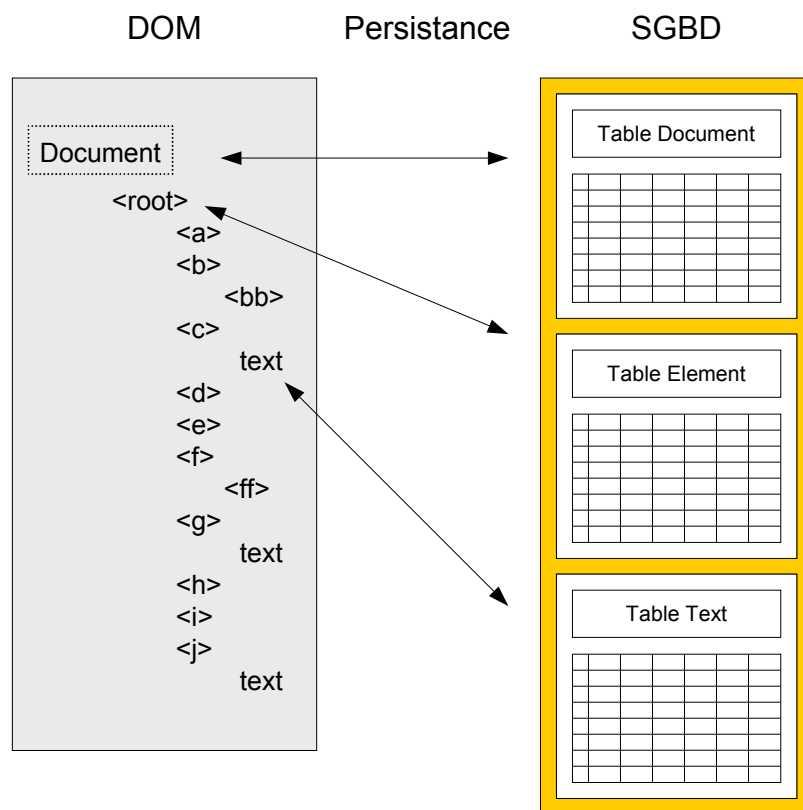 DOM
Persistance
SGBD
Document
<root>
<a>
<b>
<bb>
<c>
text
<d>
<e>
<f>
<ff>
<g>
text
<h>
<i>
<j>
text
Table Document
Table Element
Table Text